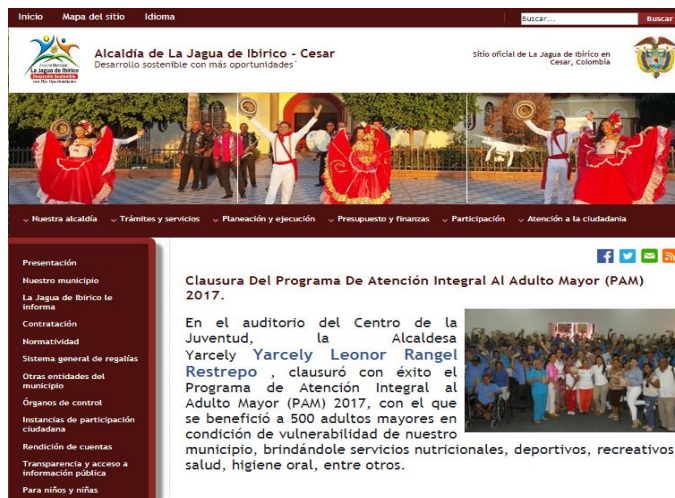 Inicio Mapa del sitio Idioma
Buscar... Buscar
Alcaldía de La Jagua de Ibirico - Cesar
Desarrollo sostenible con más oportunidades
sitio oficial de La Jagua de Ibirico en
Cesar, Colombia
La Jagua de Ibirico
Nuestra alcaldía Trámites y servicios Planeación y ejecución Presupuesto y finanzas Participación Atención a la ciudadania
Presentación
Nuestro municipio
La Jagua de Ibirico le
informa
Contratación
Normatividad
Sistema general de regalías
Otras entidades del
municipio
Órganos de control
Instancias de participación
ciudadana
Rendición de cuentas
Transparencia y acceso a
información pública
Para niños y niñas
Clausura Del Programa De Atención Integral Al Adulto Mayor (PAM)
2017.
En el auditorio del Centro de la
Juventud, la Alcaldesa
Yarcely Yarcely Leonor Rangel
Restrepo , clausuró con éxito el
Programa de Atención Integral al
Adulto Mayor (PAM) 2017, con el que
se benefició a 500 adultos mayores en
condición de vulnerabilidad de nuestro
municipio, brindándole servicios nutricionales, deportivos, recreativos
salud, higiene oral, entre otros.